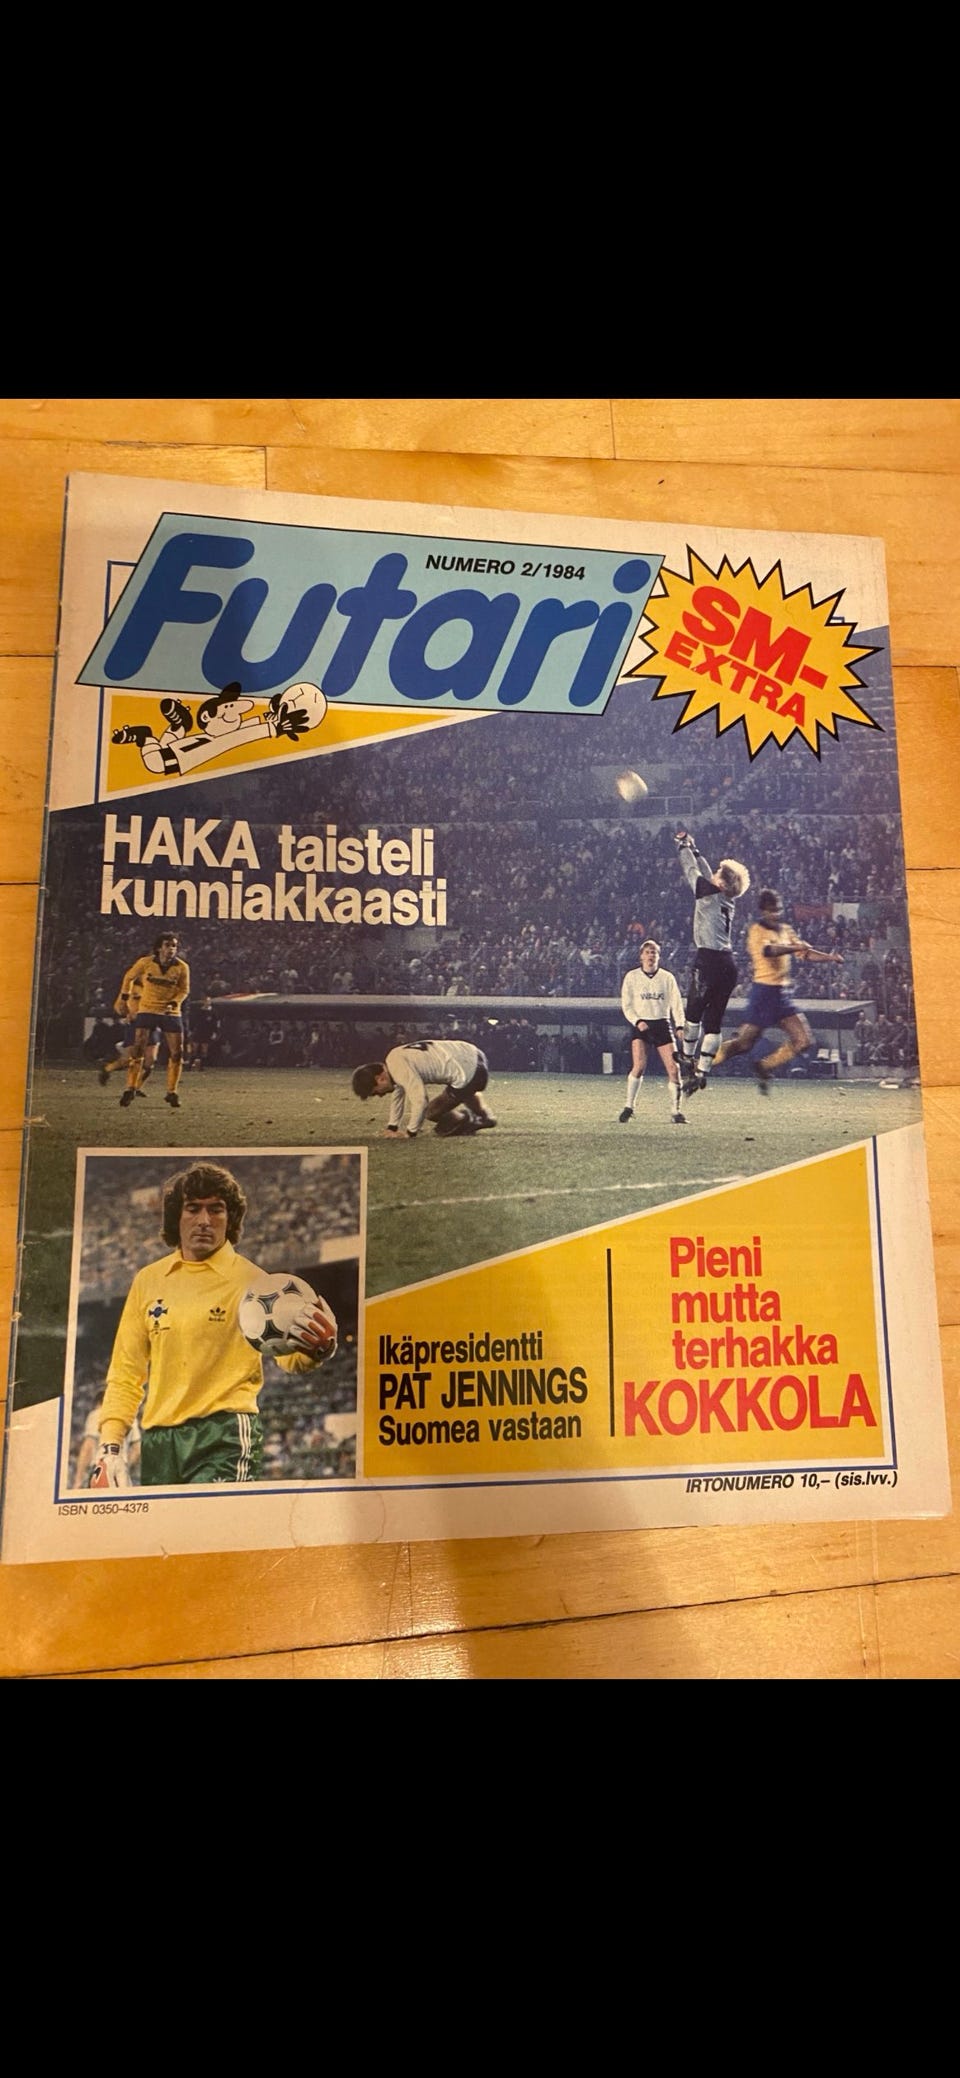 NUMERO 2/1984
Futari
SM-
EXTRA
HAKA taisteli
kunniakkaasti
WALKI
Ikäpresidentti
PAT JENNINGS
Suomea vastaan
Pieni
mutta
terhakka
KOKKOLA
IRTONUMERO 10,– (sis.lvv.)
ISBN 0350-4378